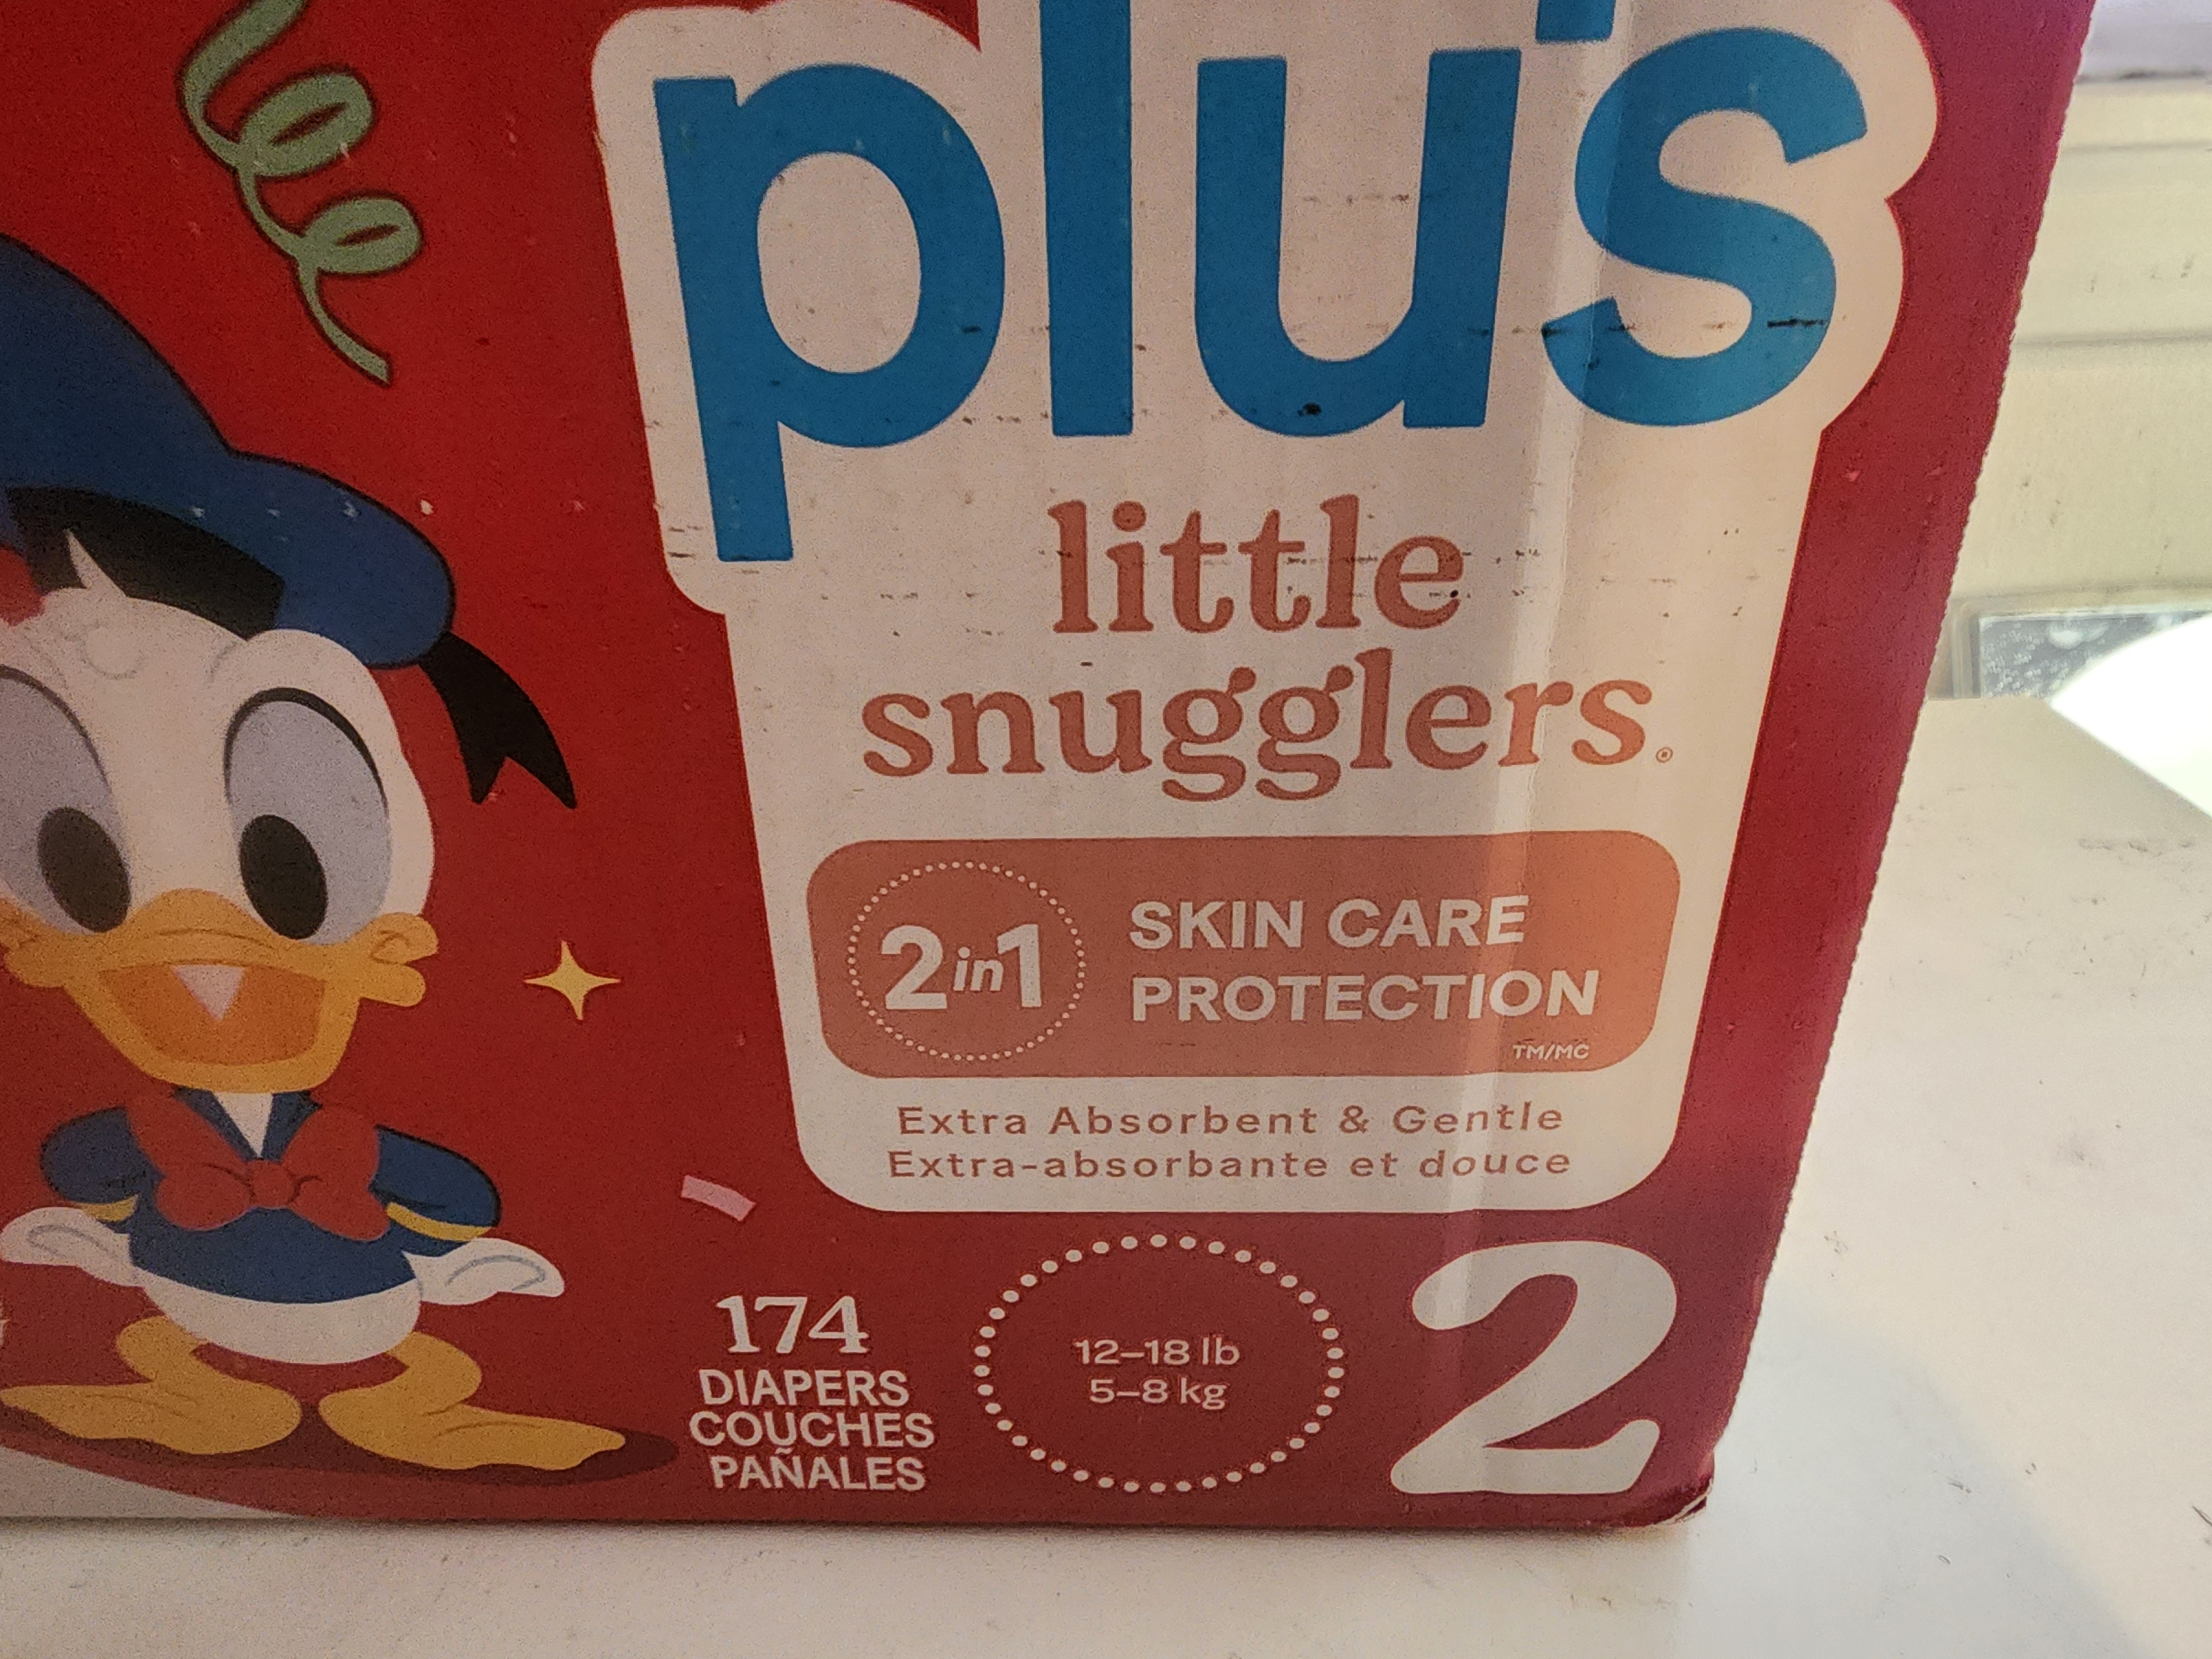 plus
little
snugglers®
2in1
SKIN CARE
PROTECTION
TM/MC
Extra Absorbent & Gentle
Extra-absorbante et douce
174
DIAPERS
COUCHES
PAÑALES
12–18 lb
5–8 kg
2